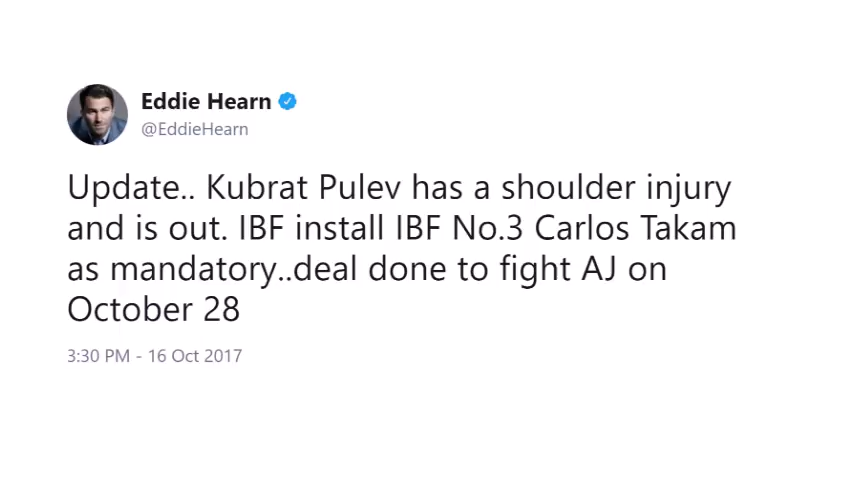 Eddie Hearn
@EddieHearn
Update.. Kubrat Pulev has a shoulder injury
and is out. IBF install IBF No.3 Carlos Takam
as mandatory..deal done to fight AJ on
October 28
3:30 PM - 16 Oct 2017